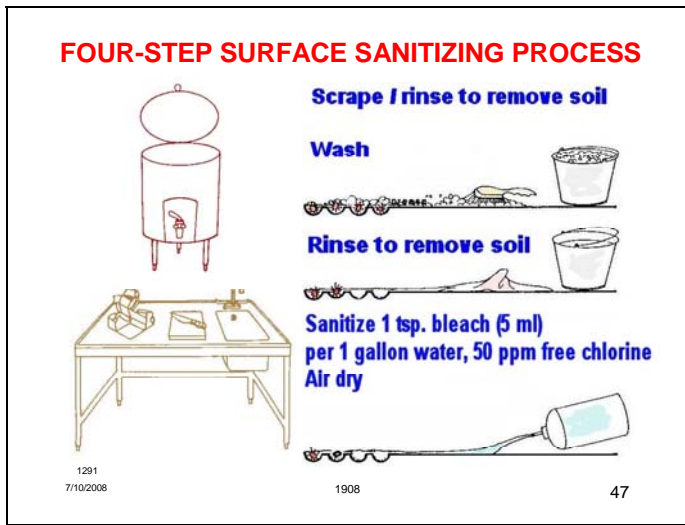 FOUR-STEP SURFACE SANITIZING PROCESS
Scrape / rinse to remove soil
Wash
Rinse to remove soil
Sanitize 1 tsp. bleach (5 ml)
per 1 gallon water, 50 ppm free chlorine
Air dry
1291
7/10/2008
1908
47